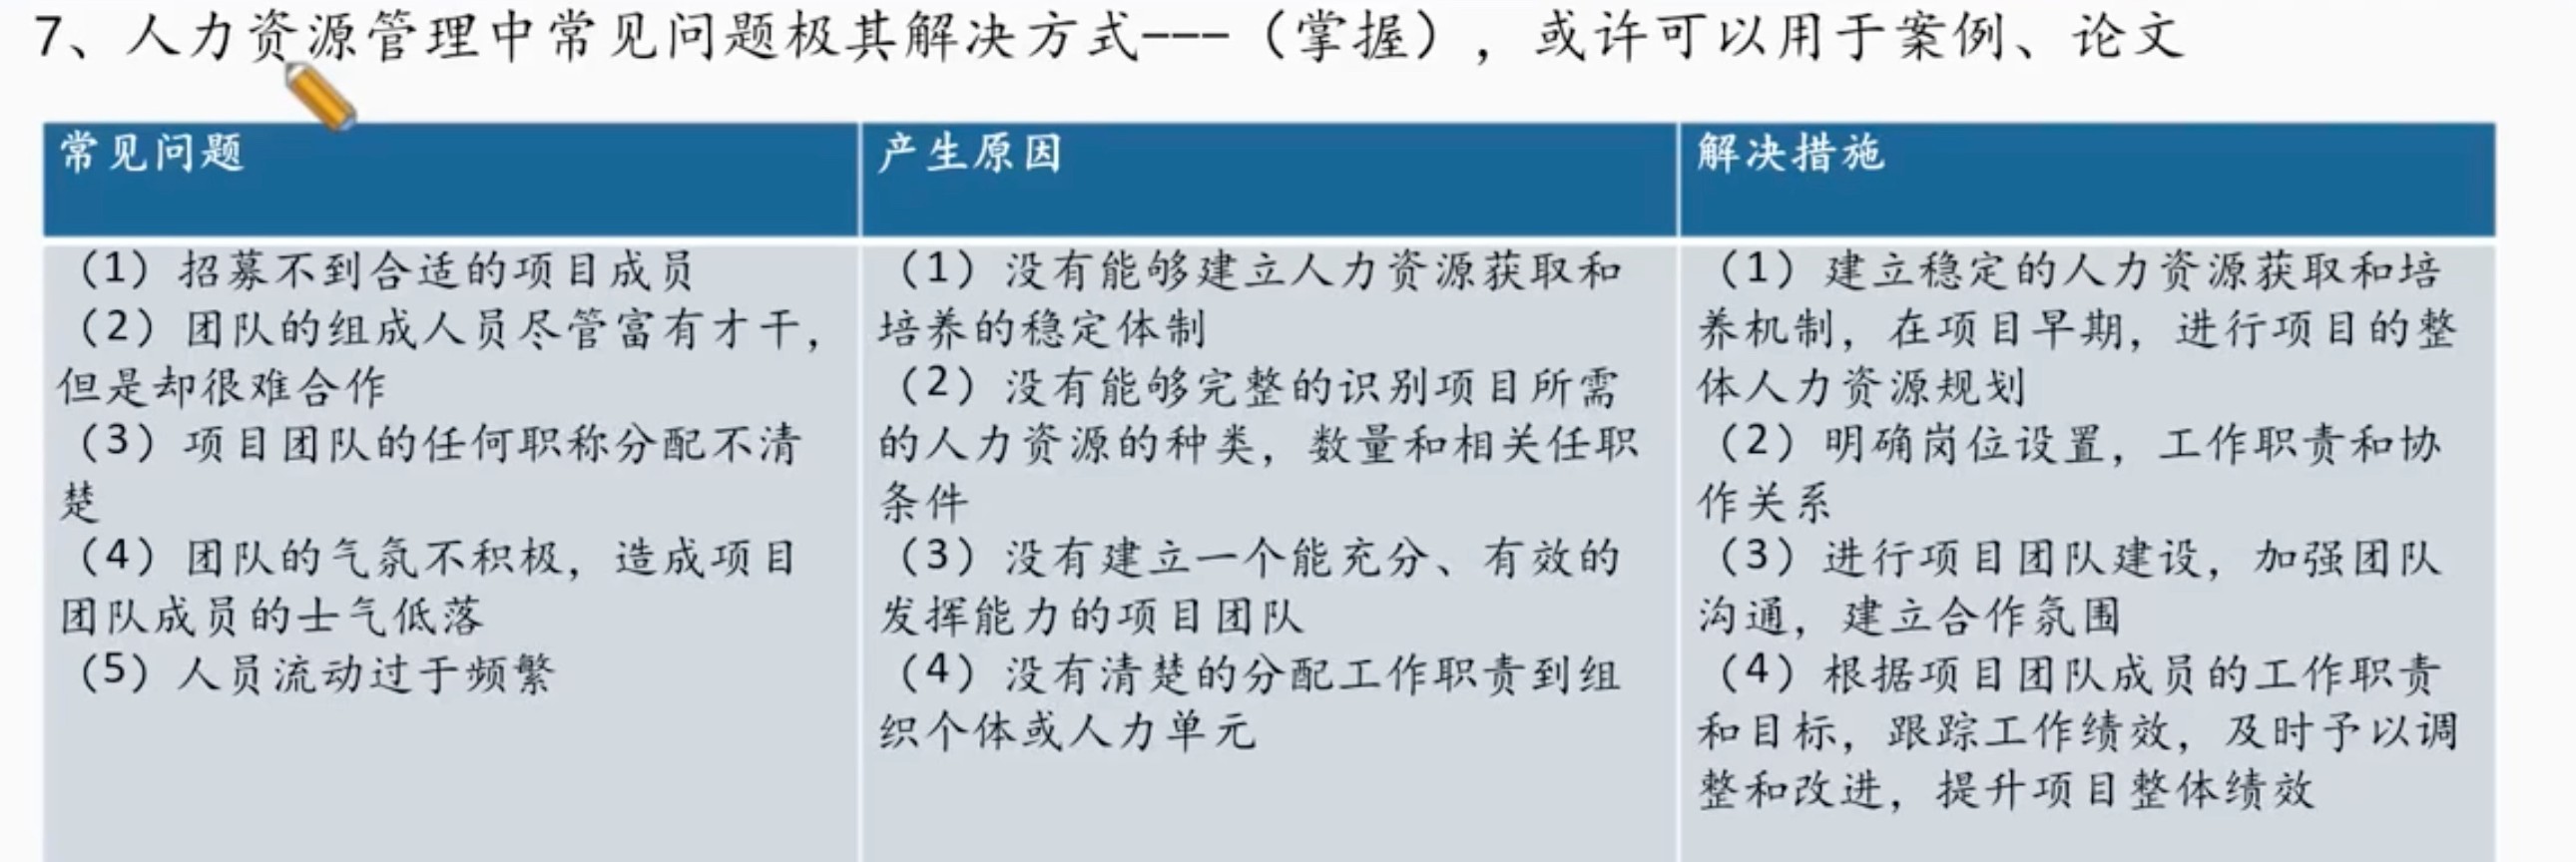 7、人力资源管理中常见问题极其解决方式---（掌握），或许可以用于案例、论文
常见问题
产生原因
解决措施
（1）招募不到合适的项目成员
（2）团队的组成人员尽管富有才干，
但是却很难合作
（3）项目团队的任何职称分配不清
楚
（4）团队的气氛不积极，造成项目
团队成员的士气低落
（5）人员流动过于频繁
（1）没有能够建立人力资源获取和
培养的稳定体制
（2）没有能够完整的识别项目所需
的人力资源的种类，数量和相关任职
条件
（3）没有建立一个能充分、有效的
发挥能力的项目团队
（4）没有清楚的分配工作职责到组
织个体或人力单元
（1）建立稳定的人力资源获取和培
养机制，在项目早期，进行项目的整
体人力资源规划
（2）明确岗位设置，工作职责和协
作关系
（3）进行项目团队建设，加强团队
沟通，建立合作氛围
（4）根据项目团队成员的工作职责
和目标，跟踪工作绩效，及时予以调
整和改进，提升项目整体绩效